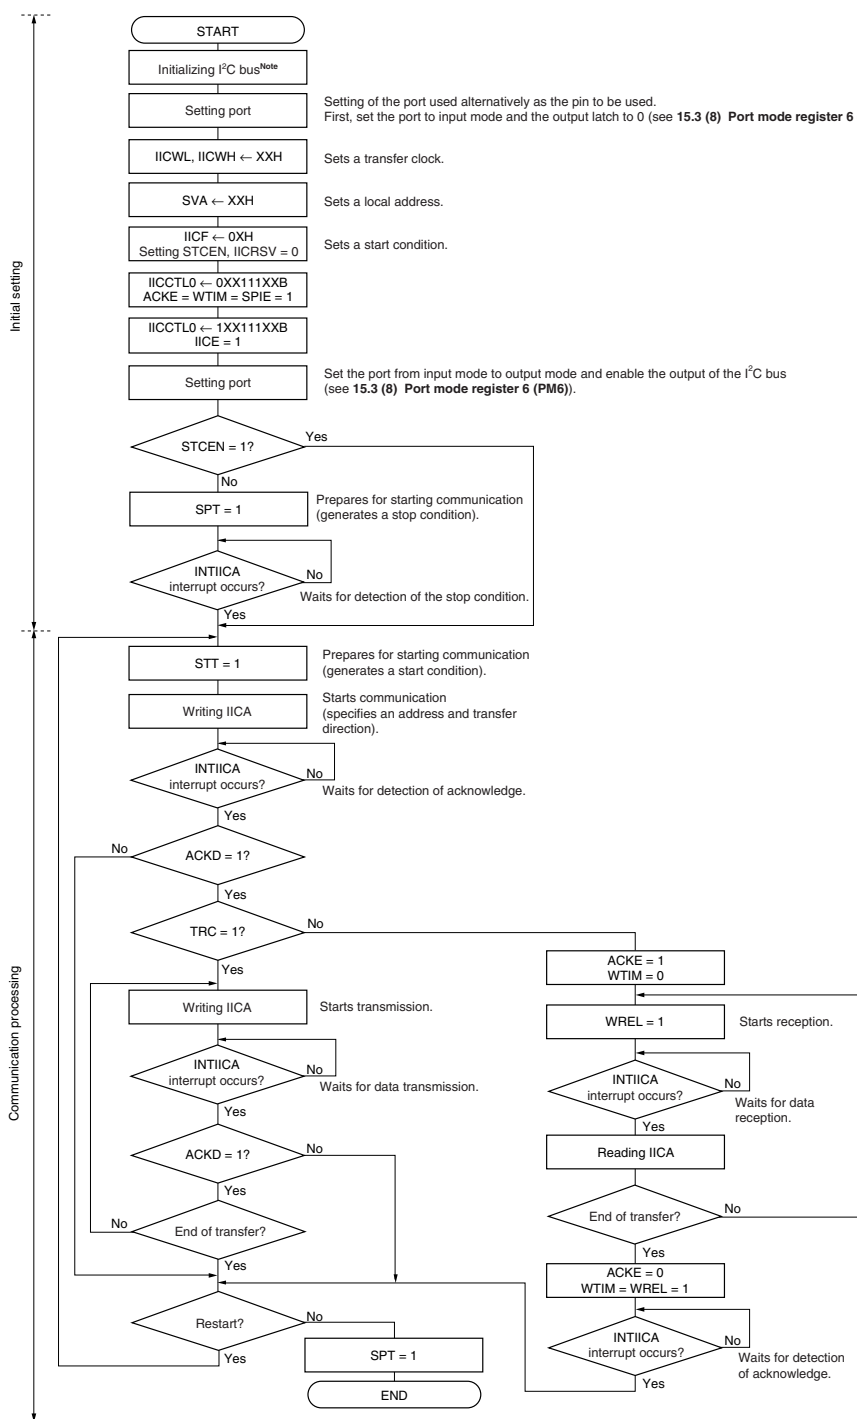 START
Initializing I²C bus^Note
Setting port
Setting of the port used alternatively as the pin to be used.
First, set the port to input mode and the output latch to 0 (see 15.3 (8) Port mode register 6
IICWL, IICWH ← XXH
Sets a transfer clock.
SVA ← XXH
Sets a local address.
IICF ← 0XH
Setting STCEN, IICRSV = 0
Sets a start condition.
Initial setting
IICCTL0 ← 0XX111XXB
ACKE = WTIM = SPIE = 1
IICCTL0 ← 1XX111XXB
IICE = 1
Setting port
Set the port from input mode to output mode and enable the output of the I²C bus
(see 15.3 (8) Port mode register 6 (PM6)).
STCEN = 1?
Yes
No
SPT = 1
Prepares for starting communication
(generates a stop condition).
INTIICA
interrupt occurs?
No
Waits for detection of the stop condition.
Yes
STT = 1
Prepares for starting communication
(generates a start condition).
Writing IICA
Starts communication
(specifies an address and transfer
direction).
INTIICA
interrupt occurs?
No
Waits for detection of acknowledge.
Yes
No
ACKD = 1?
Yes
TRC = 1?
No
Yes
ACKE = 1
WTIM = 0
Communication processing
Writing IICA
Starts transmission.
WREL = 1
Starts reception.
INTIICA
interrupt occurs?
No
Waits for data transmission.
Yes
INTIICA
interrupt occurs?
No
Waits for data
reception.
Yes
ACKD = 1?
No
Yes
Reading IICA
End of transfer?
No
Yes
End of transfer?
No
Yes
ACKE = 0
WTIM = WREL = 1
Restart?
No
Yes
INTIICA
interrupt occurs?
No
Waits for detection
of acknowledge.
Yes
SPT = 1
END